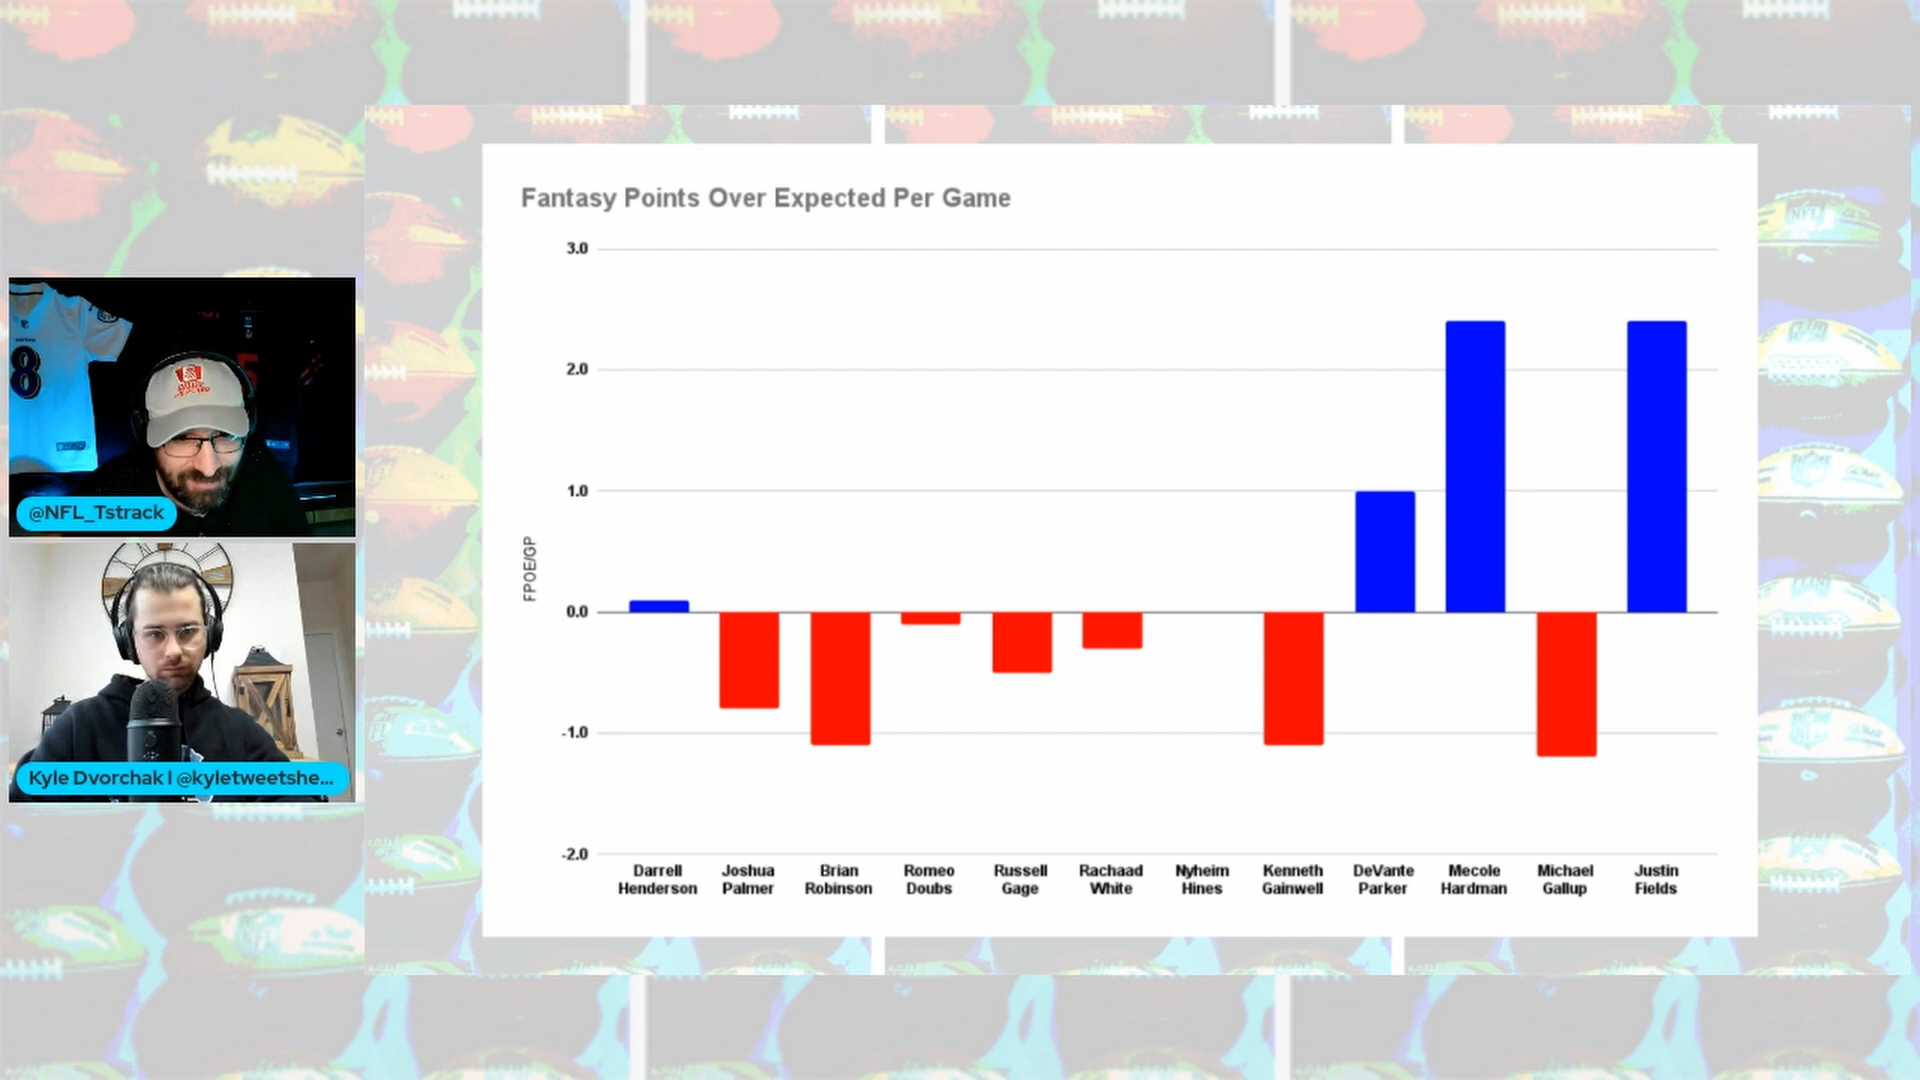 Fantasy Points Over Expected Per Game
3.0
2.0
1.0
0.0
-1.0
-2.0
FPOE/GP
Darrell Henderson
Joshua Palmer
Brian Robinson
Romeo Doubs
Russell Gage
Rachaad White
Nyheim Hines
Kenneth Gainwell
DeVante Parker
Mecole Hardman
Michael Gallup
Justin Fields
8
@NFL_Tstrack
Kyle Dvorchak l @kyletweetshe...